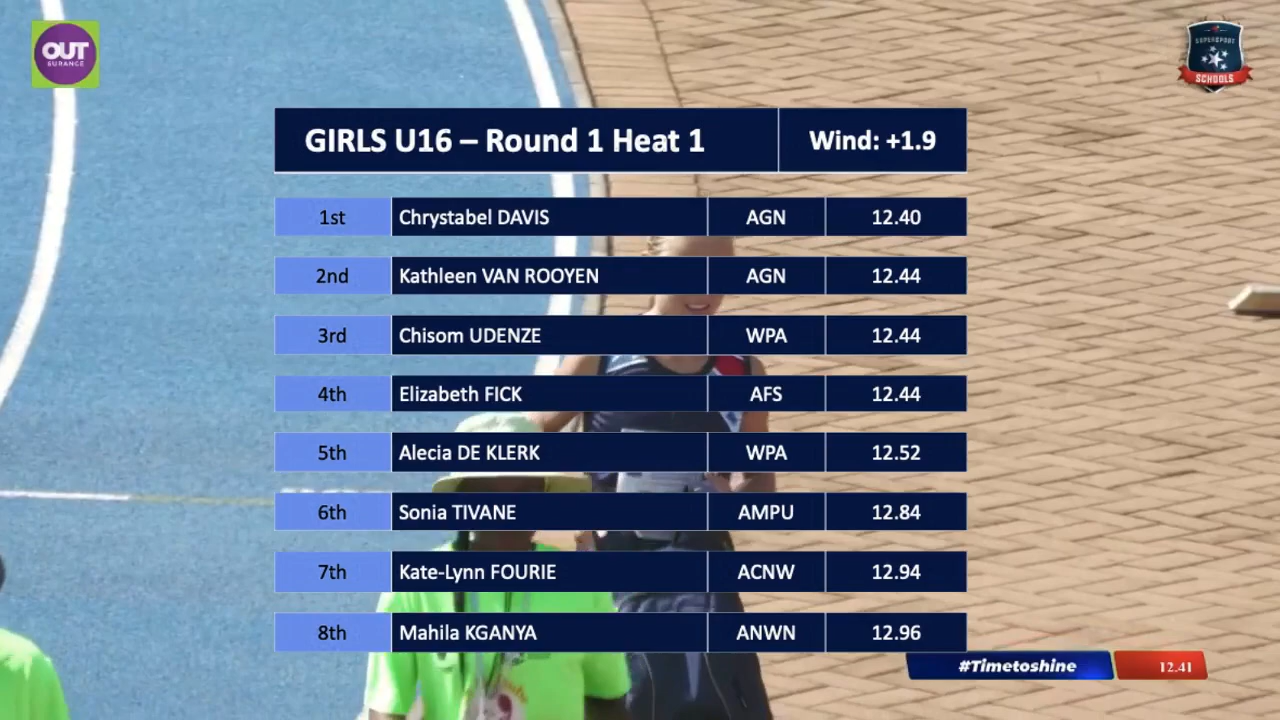 OUT
SURANCE
SUPERSPORT
SCHOOLS
GIRLS U16 – Round 1 Heat 1 Wind: +1.9
1st Chrystabel DAVIS AGN 12.40
2nd Kathleen VAN ROOYEN AGN 12.44
3rd Chisom UDENZE WPA 12.44
4th Elizabeth FICK AFS 12.44
5th Alecia DE KLERK WPA 12.52
6th Sonia TIVANE AMPU 12.84
7th Kate-Lynn FOURIE ACNW 12.94
8th Mahila KGANYA ANWN 12.96
#Timetoshine 12.41